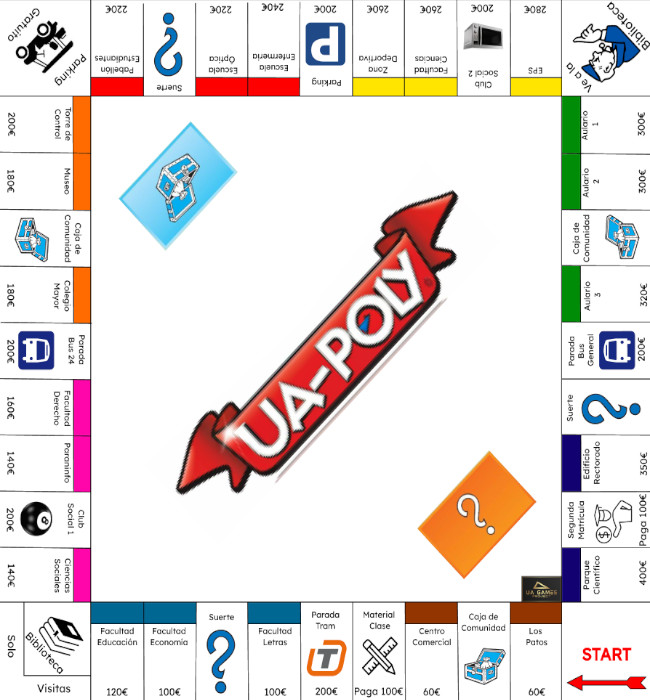 Parking
Gratuito
Pabellón
Estudiantes
220€
Suerte
Escuela
Óptica
220€
Escuela
Enfermería
240€
P
Parking
200€
Zona
Deportiva
260€
Facultad
Ciencias
260€
Club
Social 2
200€
EPS
280€
Ve a la
Biblioteca
Aulario
1
300€
Aulario
2
300€
Caja de
Comunidad
Aulario
3
320€
Parada
Bus
General
200€
Suerte
?
Edificio
Rectorado
350€
Segunda
Matrícula
$
Paga 100€
Parque
Científico
400€
START
Los
Patos
60€
Caja de
Comunidad
Centro
Comercial
60€
Material
Clase
Paga 100€
Parada
Tram
T
200€
Facultad
Letras
100€
Suerte
?
Facultad
Economía
100€
Facultad
Educación
120€
Biblioteca
Solo
Visitas
Ciencias
Sociales
140€
Club
Social 1
8
200€
Paraninfo
140€
Facultad
Derecho
160€
Parada
Bus 24
200€
Colegio
Mayor
180€
Caja de
Comunidad
Museo
180€
Torre de
Control
200€
UA-POLY
®
?
UA GAMES